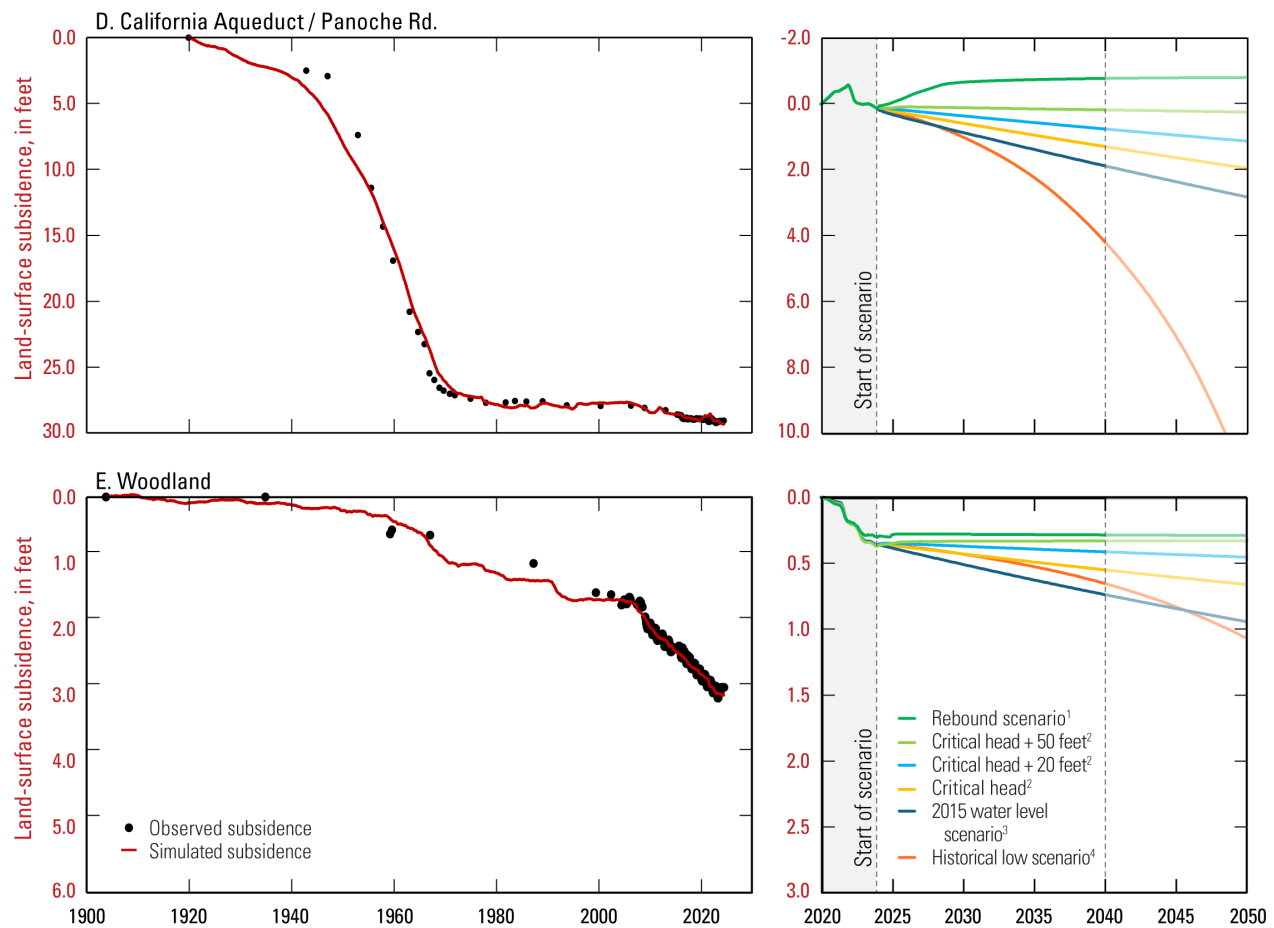 D. California Aqueduct / Panoche Rd.
Land-surface subsidence, in feet
0.0
5.0
10.0
15.0
20.0
25.0
30.0
-2.0
0.0
2.0
4.0
6.0
8.0
10.0
Start of scenario
E. Woodland
Land-surface subsidence, in feet
0.0
1.0
2.0
3.0
4.0
5.0
6.0
Observed subsidence
Simulated subsidence
1900 1920 1940 1960 1980 2000 2020
0.0
0.5
1.0
1.5
2.0
2.5
3.0
Start of scenario
Rebound scenario¹
Critical head + 50 feet²
Critical head + 20 feet²
Critical head²
2015 water level
scenario³
Historical low scenario⁴
2020 2025 2030 2035 2040 2045 2050